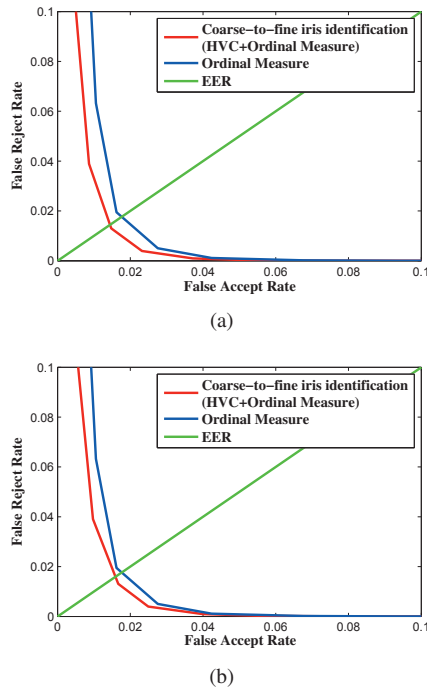 0.1
0.08
0.06
0.04
0.02
0
False Reject Rate
Coarse−to−fine iris identification
(HVC+Ordinal Measure)
Ordinal Measure
EER
0 0.02 0.04 0.06 0.08 0.1
False Accept Rate
(a)
0.1
0.08
0.06
0.04
0.02
0
False Reject Rate
Coarse−to−fine iris identification
(HVC+Ordinal Measure)
Ordinal Measure
EER
0 0.02 0.04 0.06 0.08 0.1
False Accept Rate
(b)